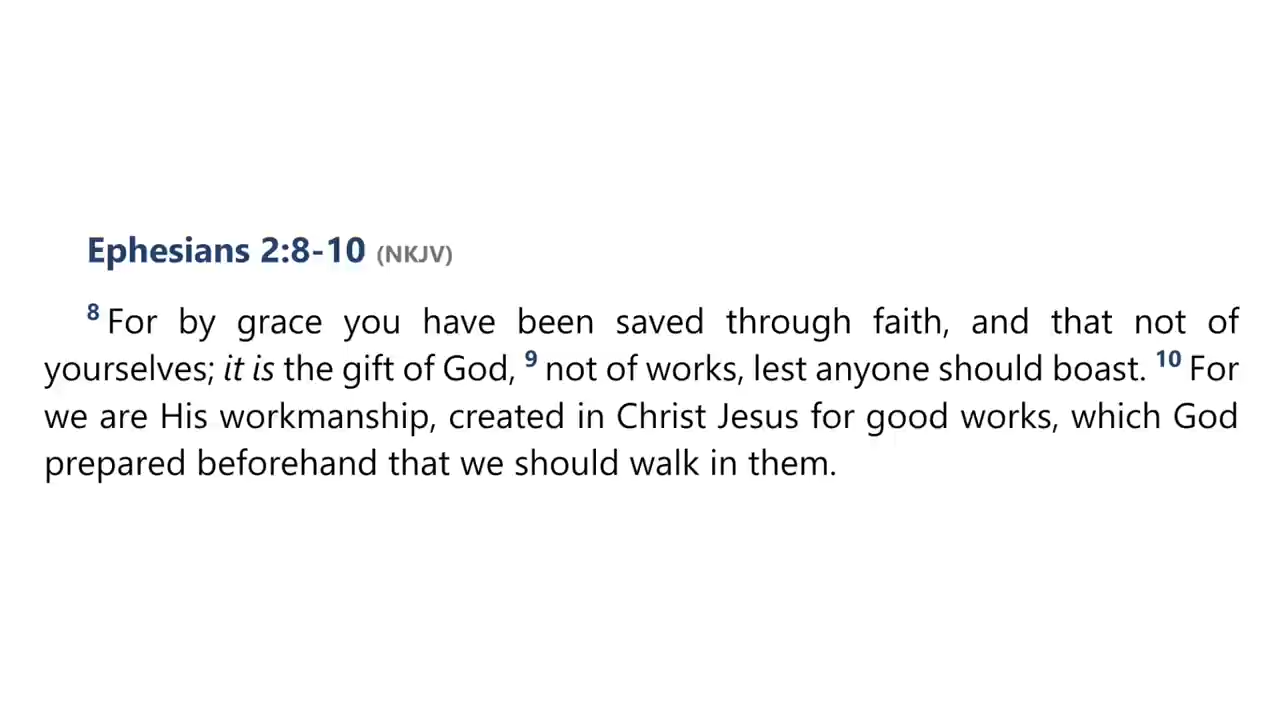 Ephesians 2:8-10 (NKJV)
8 For by grace you have been saved through faith, and that not of
yourselves; it is the gift of God, 9 not of works, lest anyone should boast. 10 For
we are His workmanship, created in Christ Jesus for good works, which God
prepared beforehand that we should walk in them.